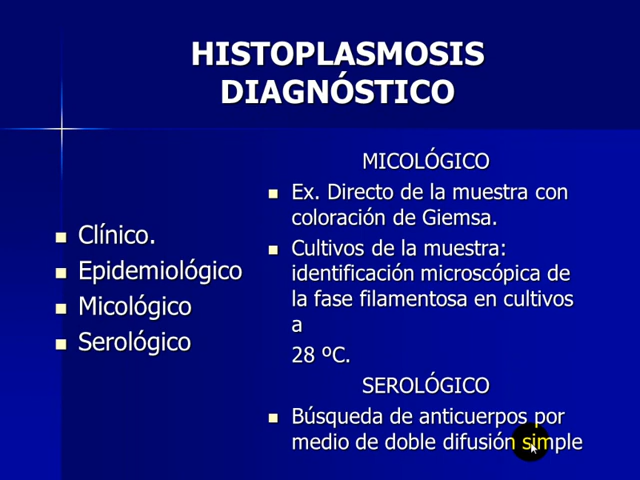 HISTOPLASMOSIS
DIAGNÓSTICO
Clínico.
Epidemiológico
Micológico
Serológico
MICOLÓGICO
Ex. Directo de la muestra con
coloración de Giemsa.
Cultivos de la muestra:
identificación microscópica de
la fase filamentosa en cultivos
a
28 ºC.
SEROLÓGICO
Búsqueda de anticuerpos por
medio de doble difusión simple